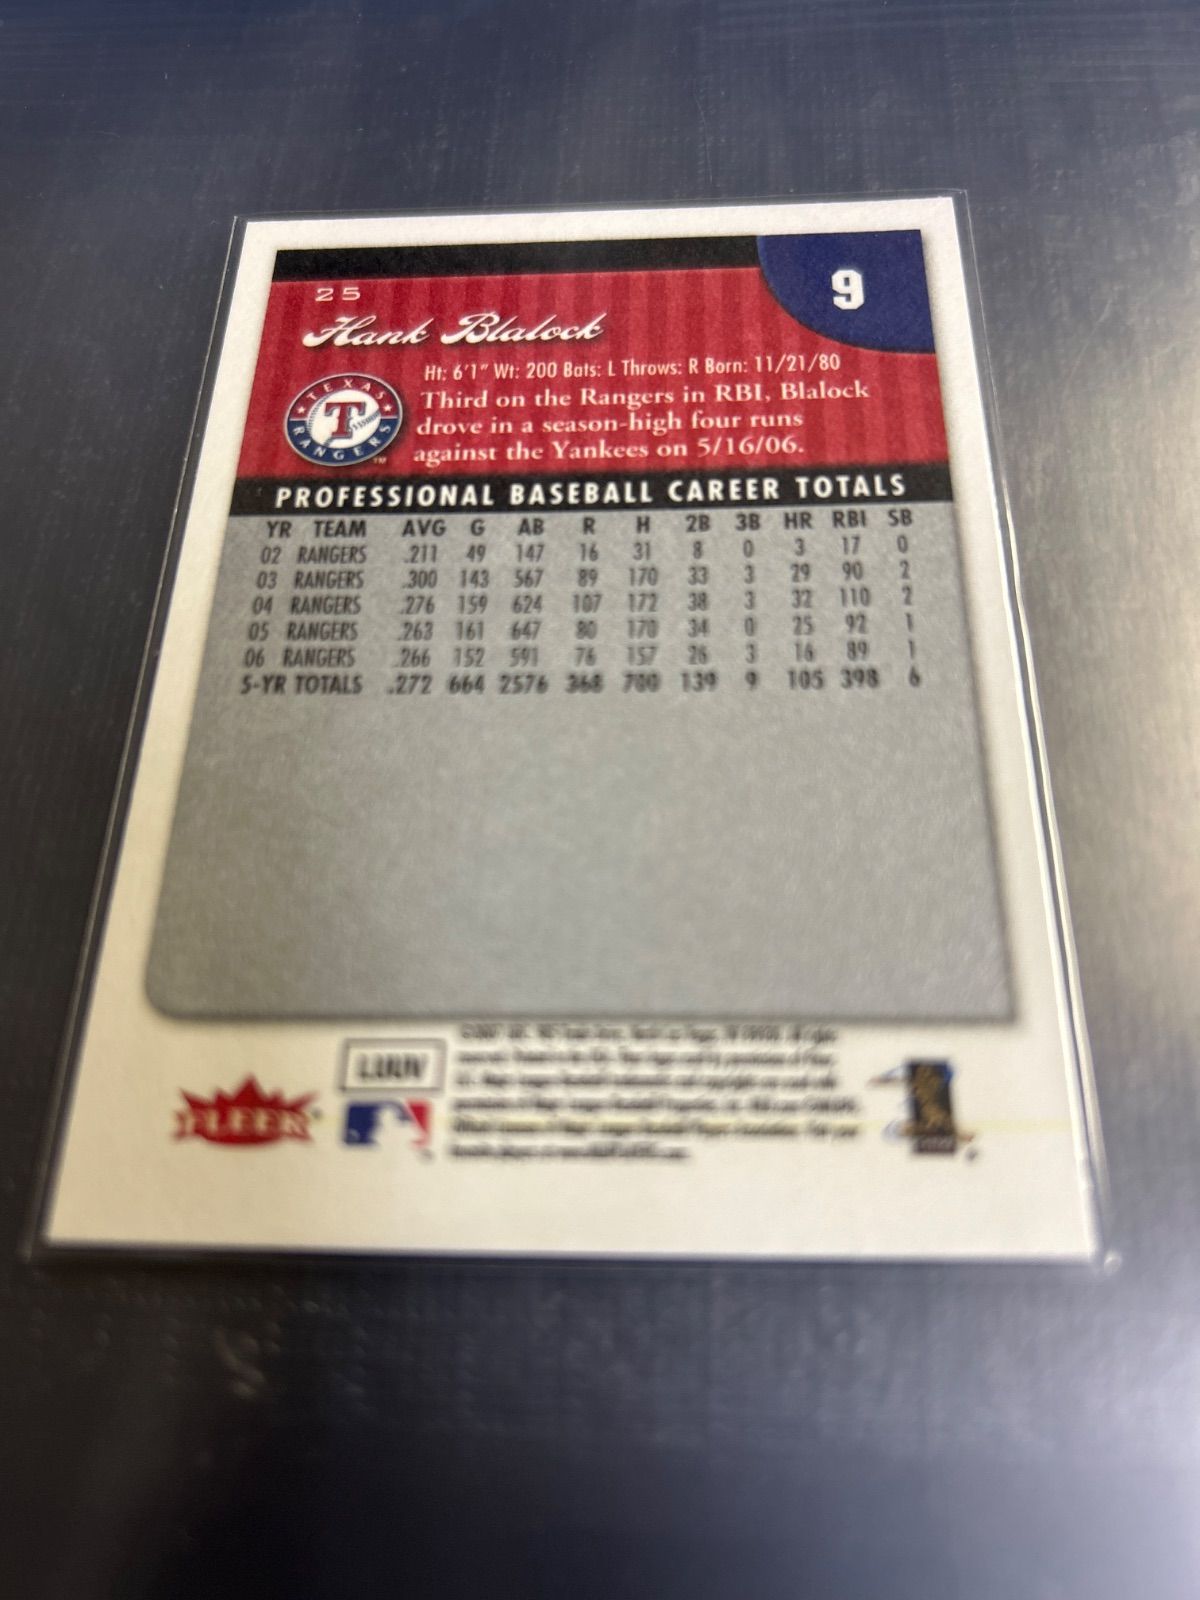 25
9
Hank Blalock
Ht: 6'1" Wt: 200 Bats: L Throws: R Born: 11/21/80
TEXAS
T
RANGERS
TM
Third on the Rangers in RBI, Blalock
drove in a season-high four runs
against the Yankees on 5/16/06.
PROFESSIONAL BASEBALL CAREER TOTALS
YR TEAM AVG G AB R H 2B 3B HR RBI SB
02 RANGERS .211 49 147 16 31 8 0 3 17 0
03 RANGERS .300 143 567 89 170 33 3 29 90 2
04 RANGERS .276 159 624 107 172 38 3 32 110 2
05 RANGERS .263 161 647 80 170 34 0 25 92 1
06 RANGERS .266 152 591 76 157 26 3 16 89 1
5-YR TOTALS .272 664 2576 368 700 139 9 105 398 6
FLEER